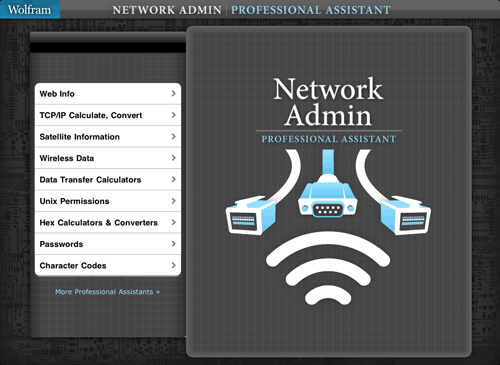 Wolfram
NETWORK ADMIN | PROFESSIONAL ASSISTANT
Web Info
TCP/IP Calculate, Convert
Satellite Information
Wireless Data
Data Transfer Calculators
Unix Permissions
Hex Calculators & Converters
Passwords
Character Codes
More Professional Assistants »
Network
Admin
PROFESSIONAL ASSISTANT